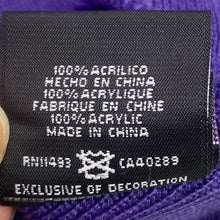 100% ACRILICO
HECHO EN CHINA
100% ACRYLIQUE
FABRIQUE EN CHINE
100% ACRYLIC
MADE IN CHINA
RN11493 CA40289
EXCLUSIVE OF DECORATION